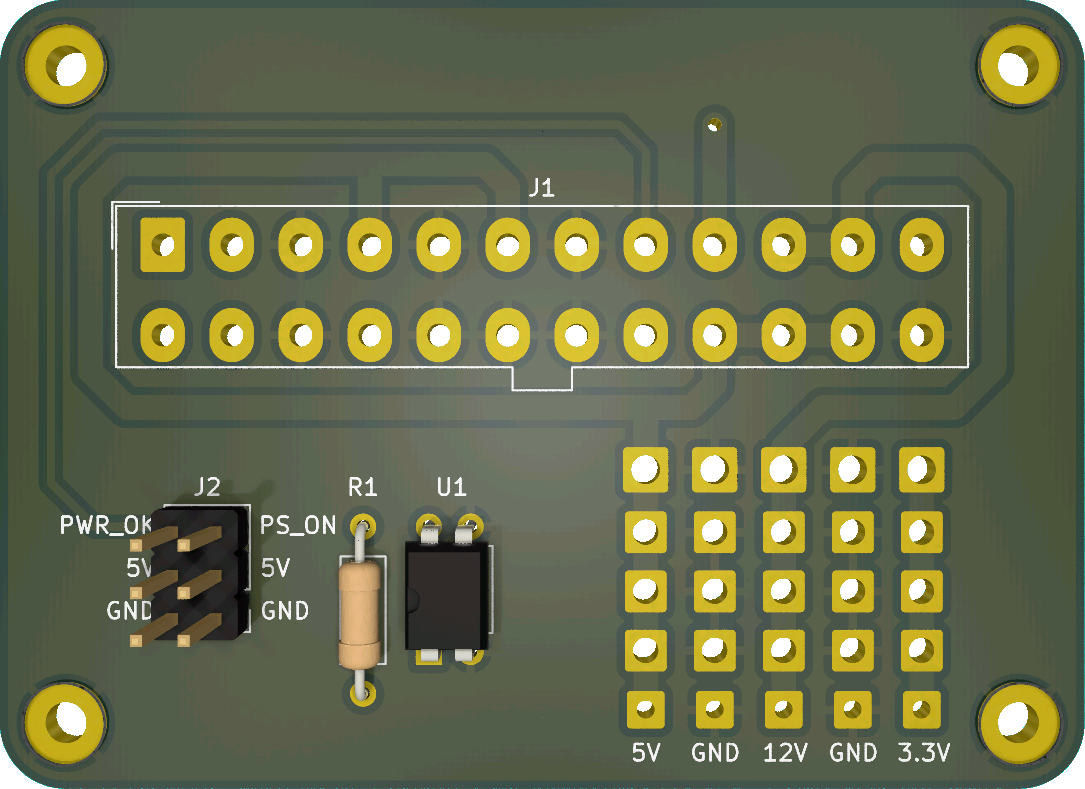 J1
J2 R1 U1
PWR_OK PS_ON
5V 5V
GND GND
5V GND 12V GND 3.3V